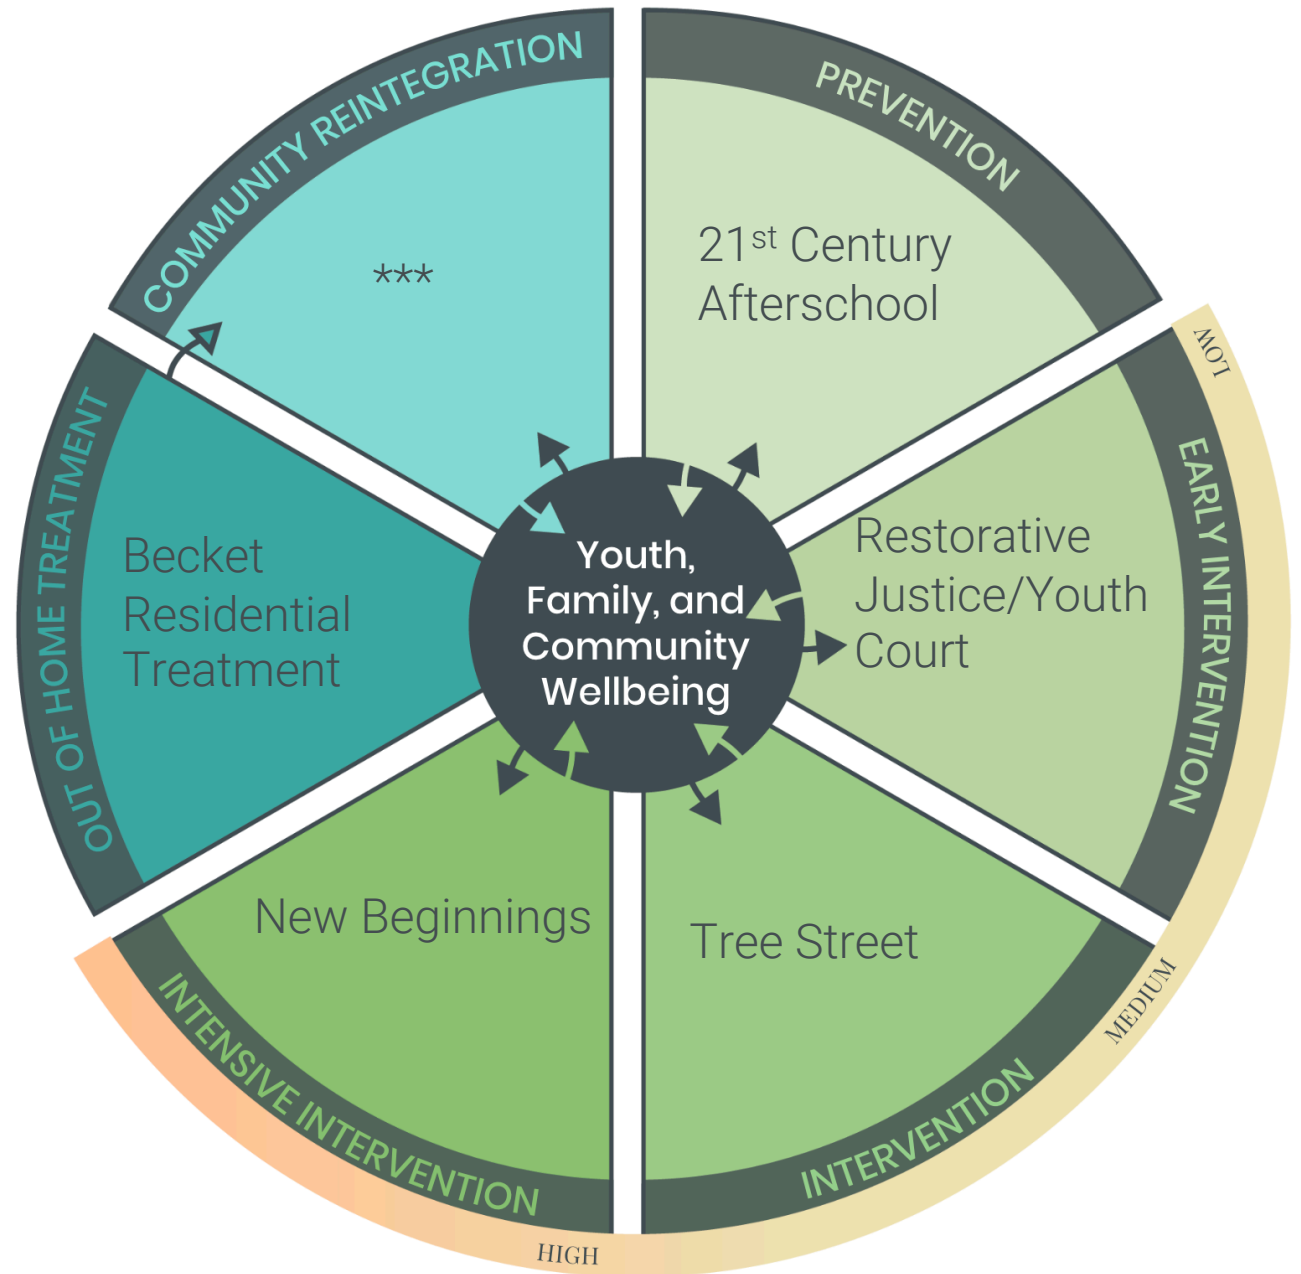 COMMUNITY REINTEGRATION
***
PREVENTION
21st Century
Afterschool
LOW
EARLY INTERVENTION
Restorative
Justice/Youth
Court
MEDIUM
INTERVENTION
Tree Street
HIGH
INTENSIVE INTERVENTION
New Beginnings
OUT OF HOME TREATMENT
Becket
Residential
Treatment
Youth,
Family, and
Community
Wellbeing